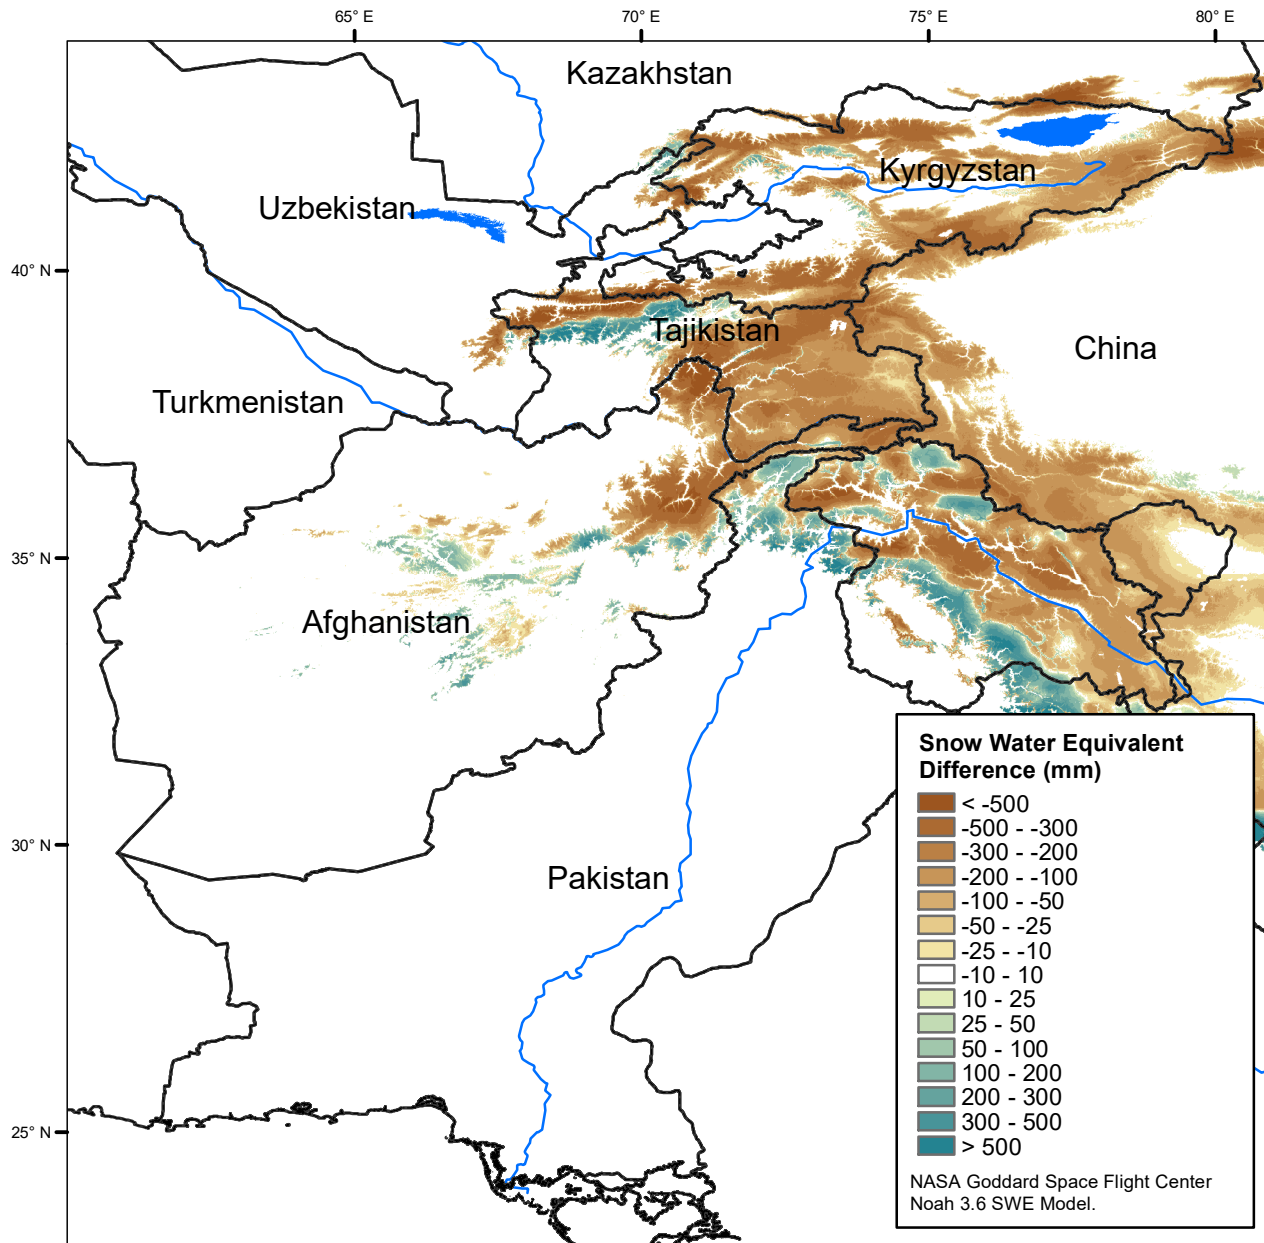 65° E
70° E
75° E
80° E
Kazakhstan
Kyrgyzstan
Uzbekistan
40° N
Tajikistan
China
Turkmenistan
35° N
Afghanistan
Snow Water Equivalent
Difference (mm)
< -500
-500 - -300
-300 - -200
-200 - -100
-100 - -50
-50 - -25
-25 - -10
-10 - 10
10 - 25
25 - 50
50 - 100
100 - 200
200 - 300
300 - 500
> 500
30° N
Pakistan
25° N
NASA Goddard Space Flight Center
Noah 3.6 SWE Model.